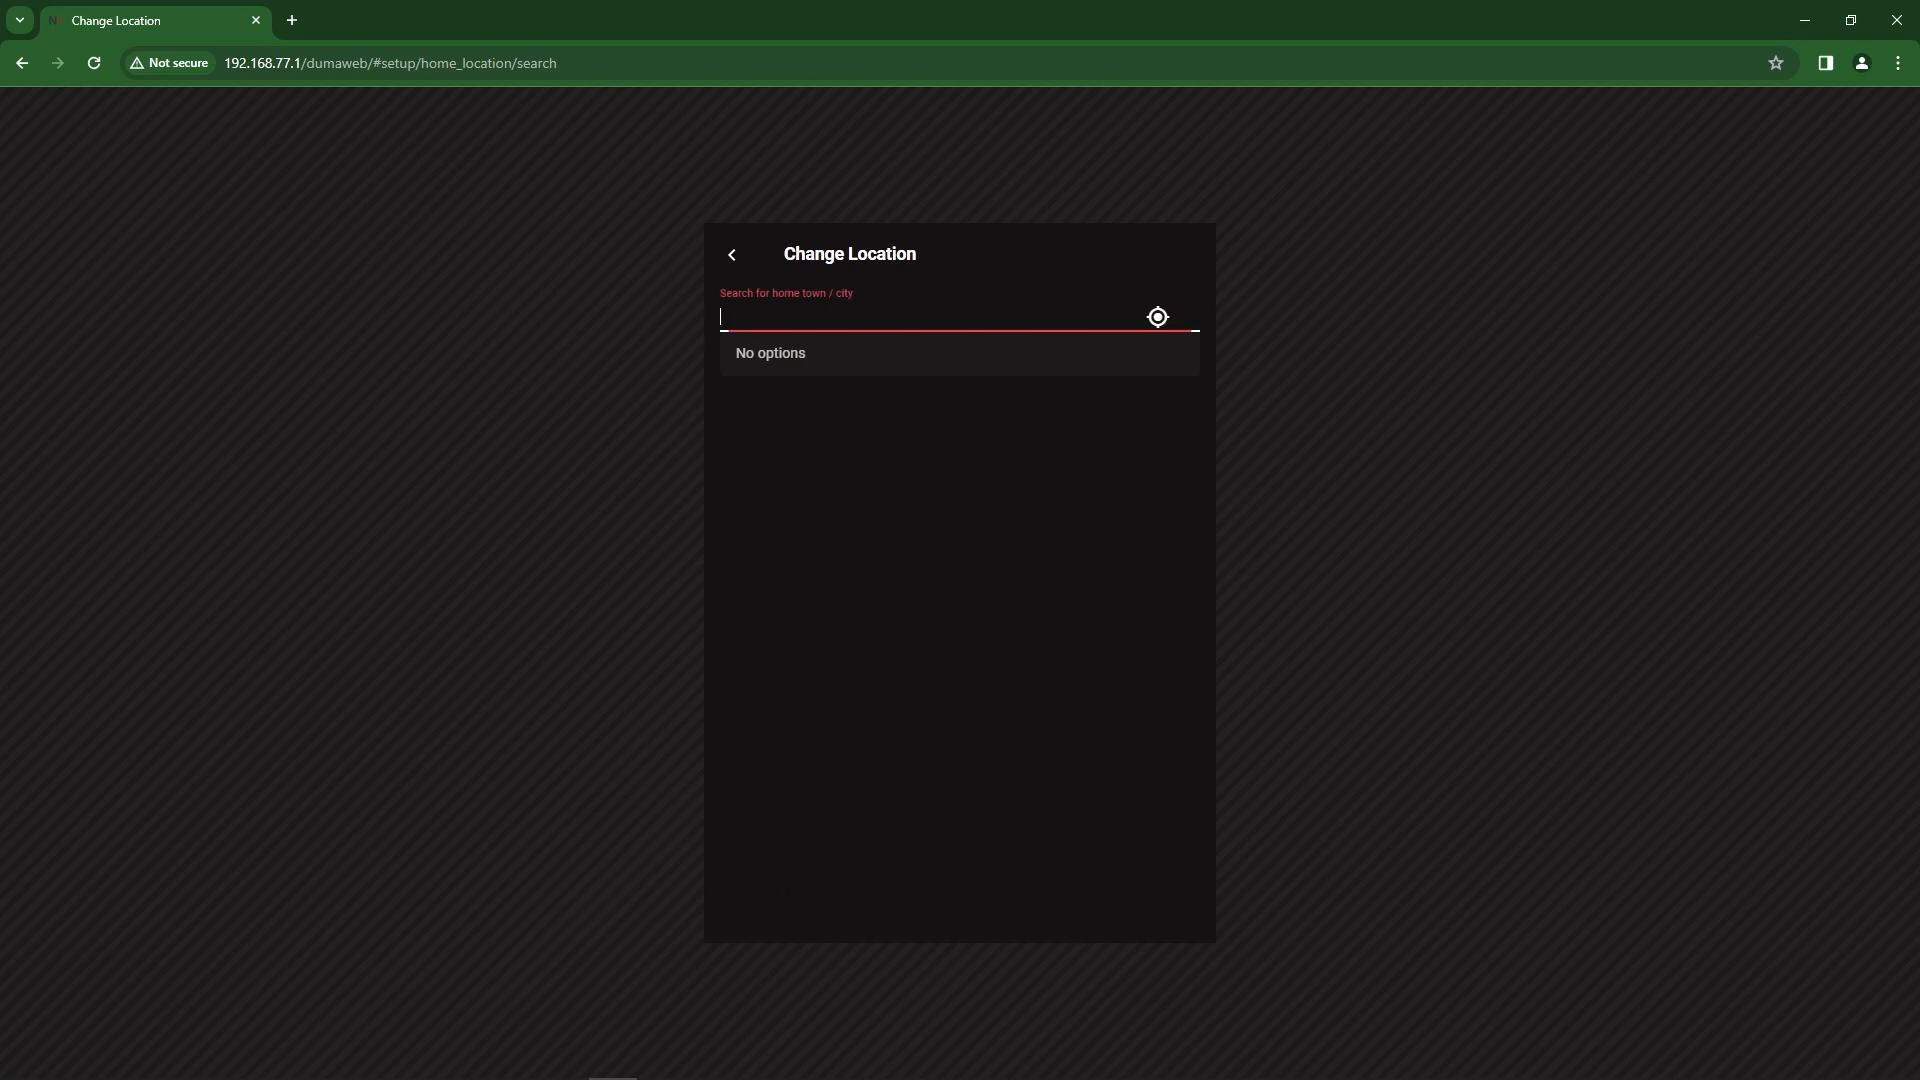 Change Location
Not secure
192.168.77.1/dumaweb/#setup/home_location/search
Change Location
Search for home town / city
No options